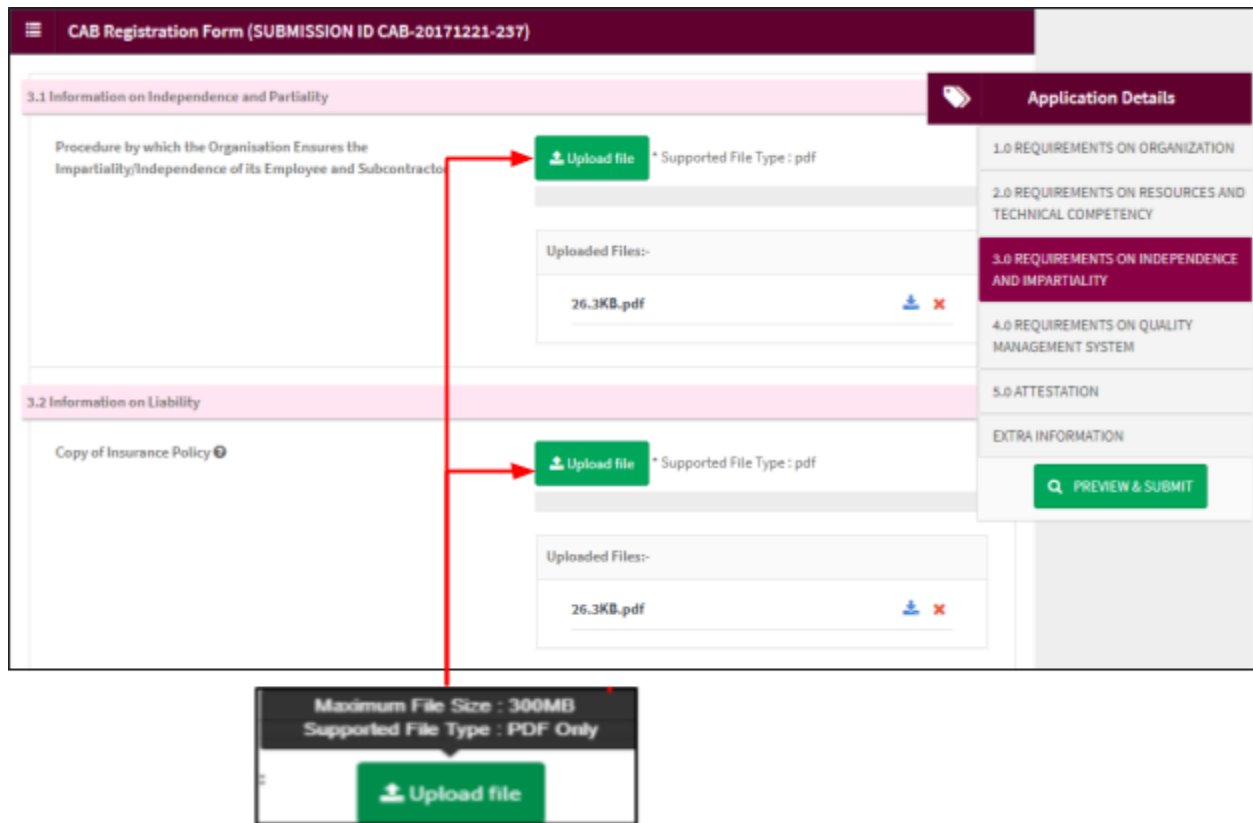 CAB Registration Form (SUBMISSION ID CAB-20171221-237)
3.1 Information on Independence and Partiality
Procedure by which the Organisation Ensures the
Impartiality/Independence of its Employee and Subcontractor
Upload file
* Supported File Type : pdf
Uploaded Files:-
26.3KB.pdf
3.2 Information on Liability
Copy of Insurance Policy
Upload file
* Supported File Type : pdf
Uploaded Files:-
26.3KB.pdf
Application Details
1.0 REQUIREMENTS ON ORGANIZATION
2.0 REQUIREMENTS ON RESOURCES AND
TECHNICAL COMPETENCY
3.0 REQUIREMENTS ON INDEPENDENCE
AND IMPARTIALITY
4.0 REQUIREMENTS ON QUALITY
MANAGEMENT SYSTEM
5.0 ATTESTATION
EXTRA INFORMATION
PREVIEW & SUBMIT
Maximum File Size : 300MB
Supported File Type : PDF Only
Upload file